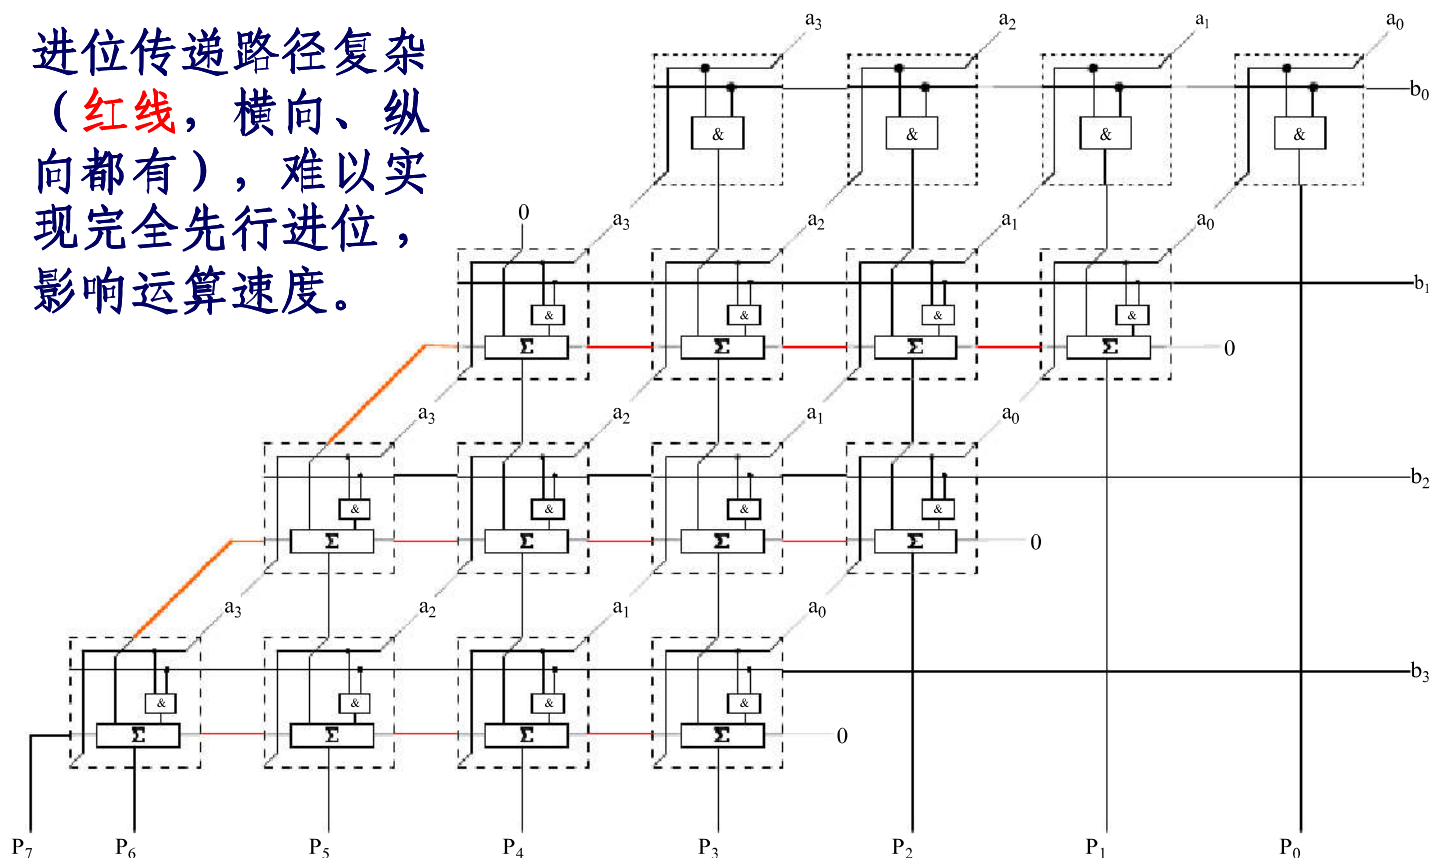 进位传递路径复杂
（红线，横向、纵
向都有），难以实
现完全先行进位，
影响运算速度。
a3 a2 a1 a0
b0
& & & &
0 a3 a2 a1 a0
b1
& & & &
Σ Σ Σ Σ 0
a3 a2 a1 a0
b2
& & & &
Σ Σ Σ Σ 0
a3 a2 a1 a0
b3
& & & &
Σ Σ Σ Σ 0
P7 P6 P5 P4 P3 P2 P1 P0